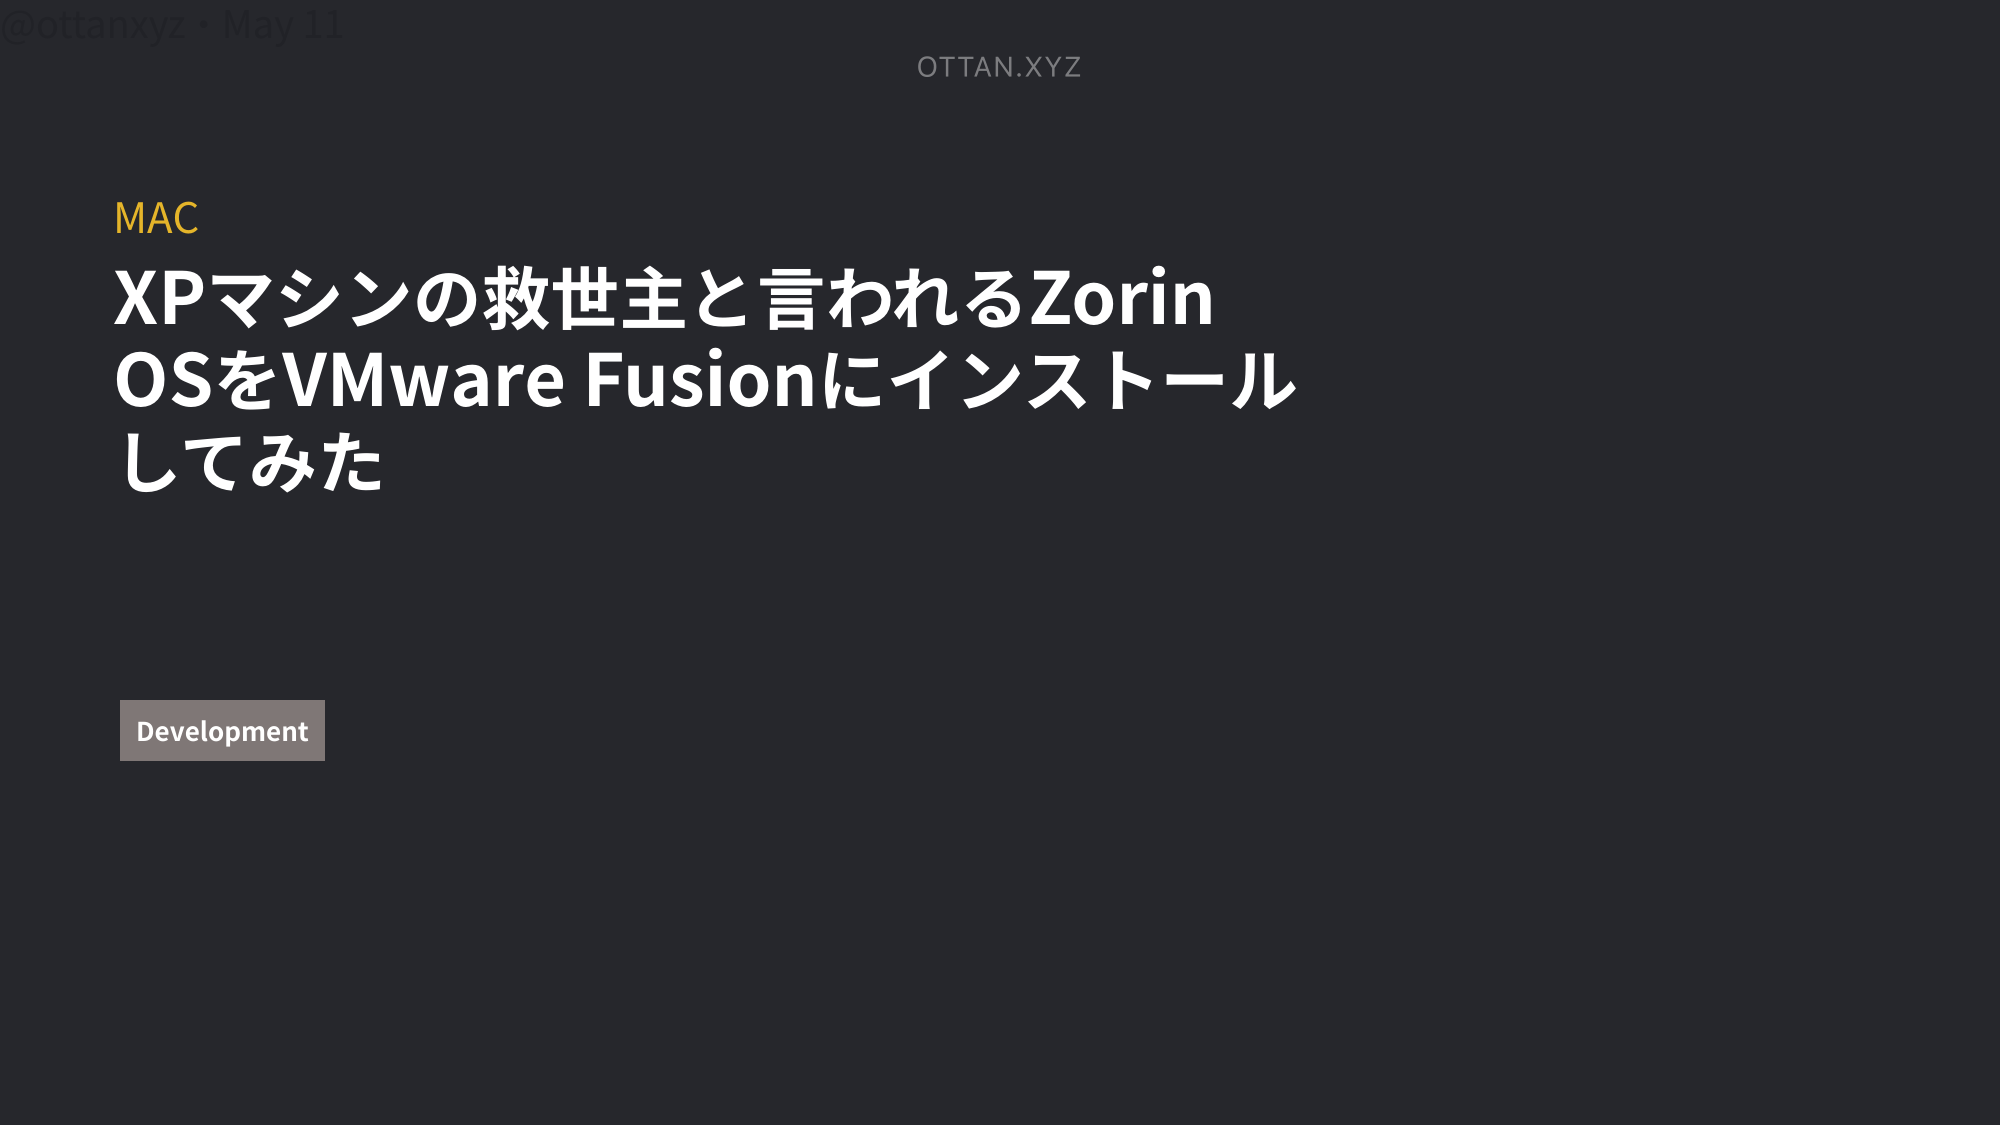 @ottanxyz・May 11
OTTAN.XYZ
MAC
XPマシンの救世主と言われるZorin
OSをVMware Fusionにインストール
してみた
Development